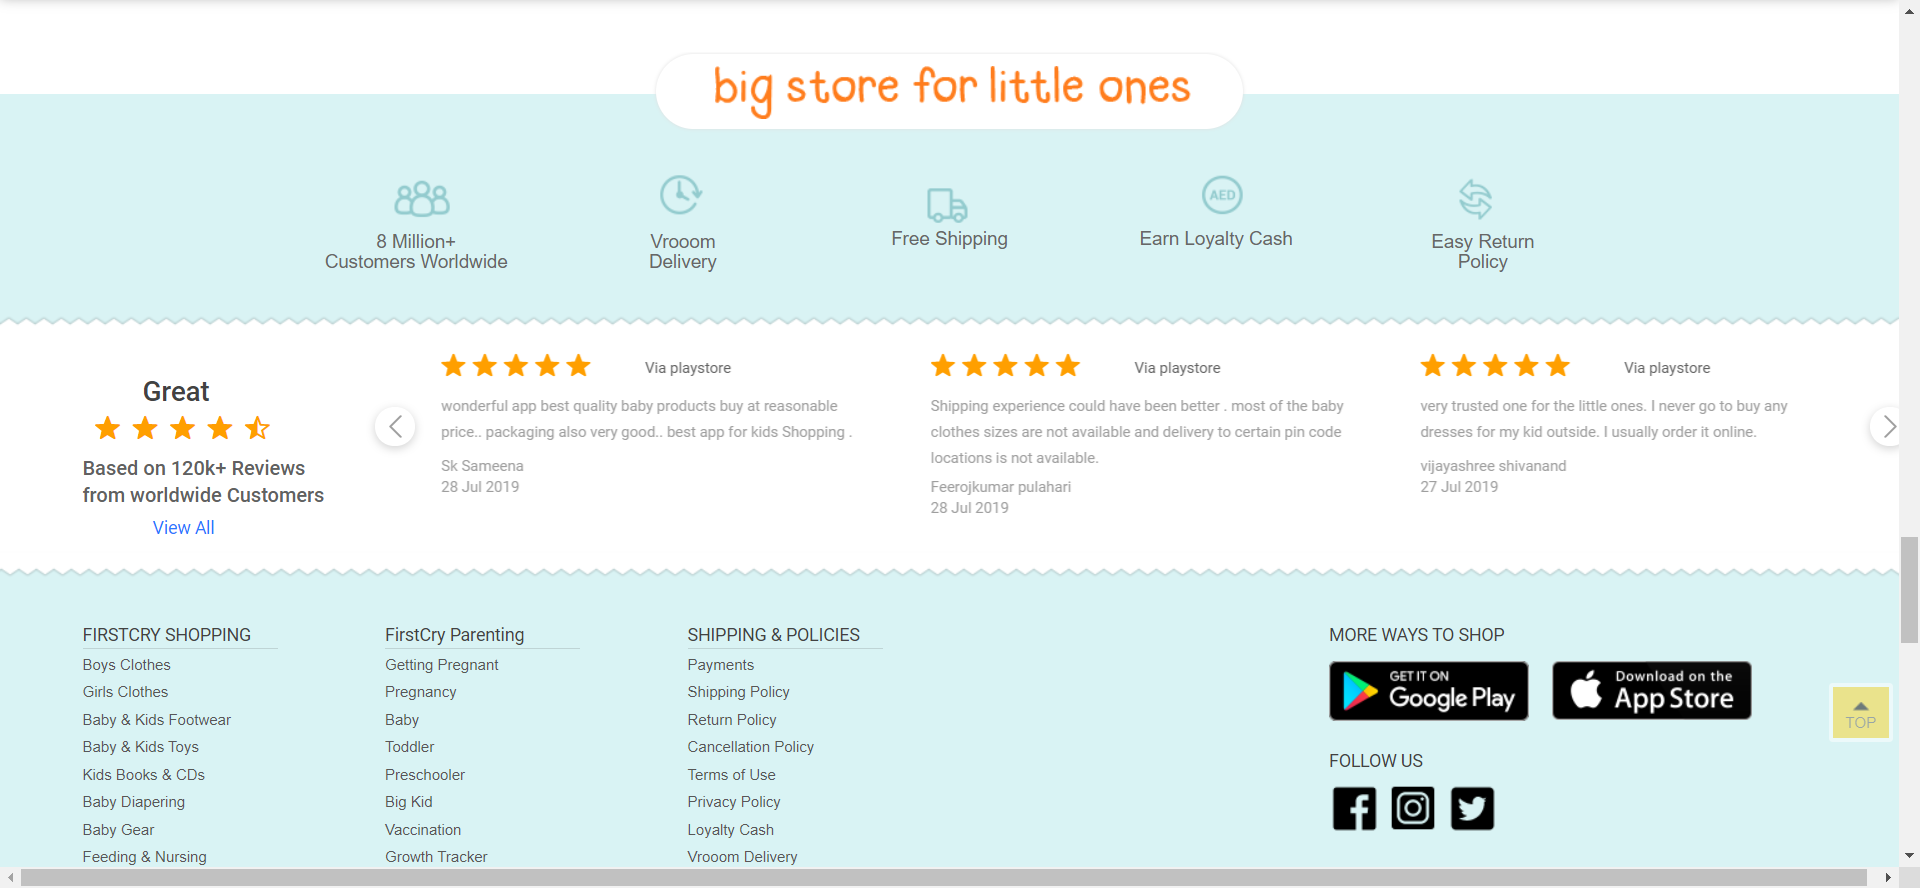 big store for little ones
8 Million+
Customers Worldwide
Vrooom
Delivery
Free Shipping
AED
Earn Loyalty Cash
Easy Return
Policy
Great
Based on 120k+ Reviews
from worldwide Customers
View All
Via playstore
wonderful app best quality baby products buy at reasonable
price.. packaging also very good.. best app for kids Shopping .
Sk Sameena
28 Jul 2019
Via playstore
Shipping experience could have been better . most of the baby
clothes sizes are not available and delivery to certain pin code
locations is not available.
Feerojkumar pulahari
28 Jul 2019
Via playstore
very trusted one for the little ones. I never go to buy any
dresses for my kid outside. I usually order it online.
vijayashree shivanand
27 Jul 2019
FIRSTCRY SHOPPING
Boys Clothes
Girls Clothes
Baby & Kids Footwear
Baby & Kids Toys
Kids Books & CDs
Baby Diapering
Baby Gear
Feeding & Nursing
FirstCry Parenting
Getting Pregnant
Pregnancy
Baby
Toddler
Preschooler
Big Kid
Vaccination
Growth Tracker
SHIPPING & POLICIES
Payments
Shipping Policy
Return Policy
Cancellation Policy
Terms of Use
Privacy Policy
Loyalty Cash
Vrooom Delivery
MORE WAYS TO SHOP
GET IT ON
Google Play
Download on the
App Store
FOLLOW US
TOP